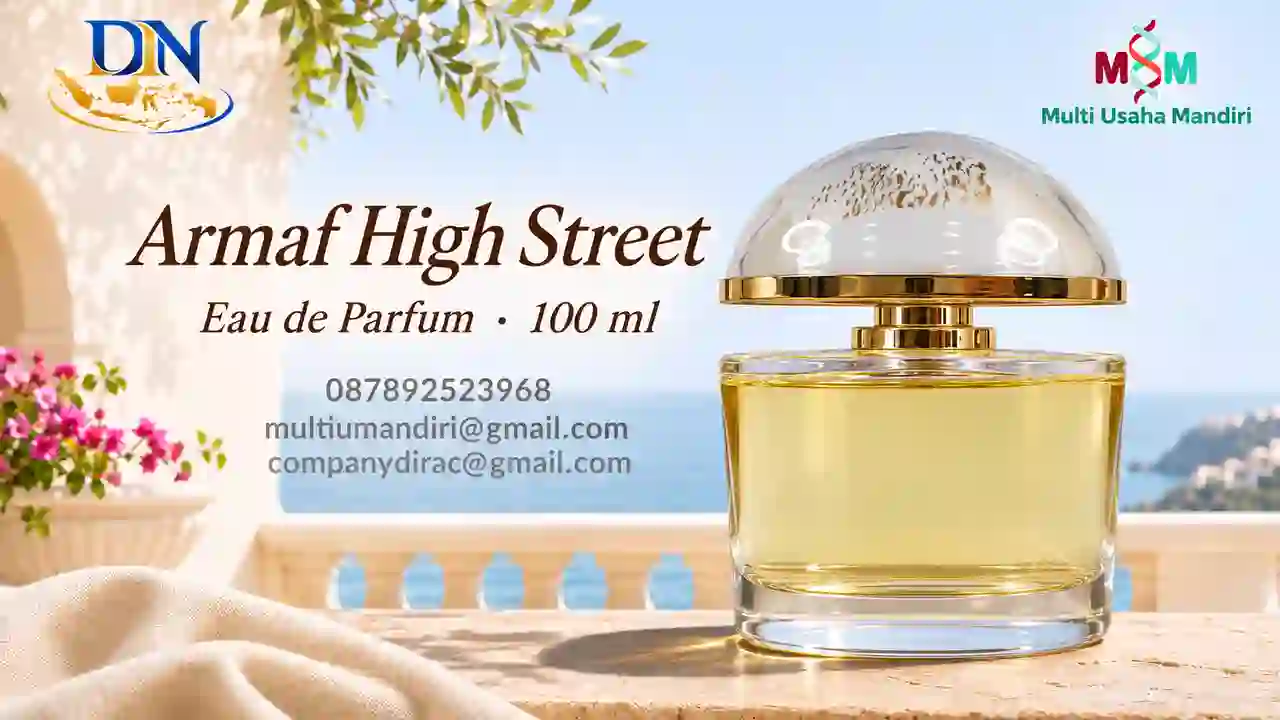 DIN
MSM
Multi Usaha Mandiri
Armaf High Street
Eau de Parfum · 100 ml
087892523968
multiumandiri@gmail.com
companydirac@gmail.com